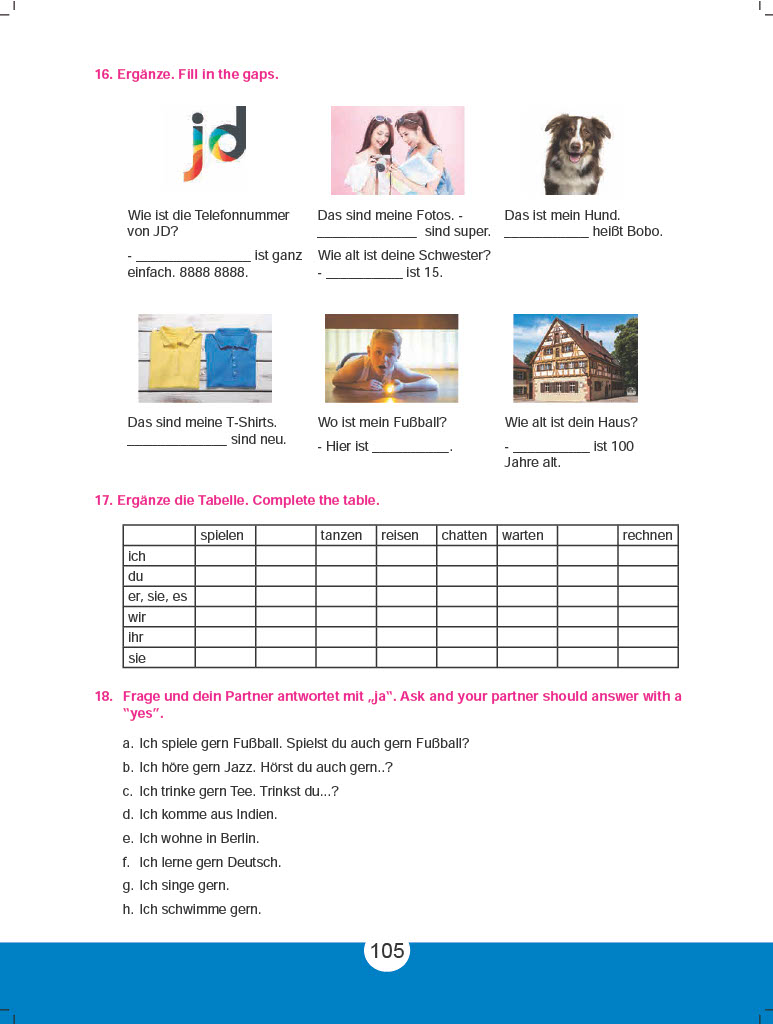 16. Ergänze. Fill in the gaps.
jd
Wie ist die Telefonnummer
von JD?
- _______________ ist ganz
einfach. 8888 8888.
Das sind meine Fotos. -
_____________ sind super.
Wie alt ist deine Schwester?
- __________ ist 15.
Das ist mein Hund.
___________ heißt Bobo.
Das sind meine T-Shirts.
_____________ sind neu.
Wo ist mein Fußball?
- Hier ist __________.
Wie alt ist dein Haus?
- __________ ist 100
Jahre alt.
17. Ergänze die Tabelle. Complete the table.
spielen tanzen reisen chatten warten rechnen
ich
du
er, sie, es
wir
ihr
sie
18. Frage und dein Partner antwortet mit „ja‟. Ask and your partner should answer with a
‟yes”.
a. Ich spiele gern Fußball. Spielst du auch gern Fußball?
b. Ich höre gern Jazz. Hörst du auch gern..?
c. Ich trinke gern Tee. Trinkst du...?
d. Ich komme aus Indien.
e. Ich wohne in Berlin.
f. Ich lerne gern Deutsch.
g. Ich singe gern.
h. Ich schwimme gern.
105